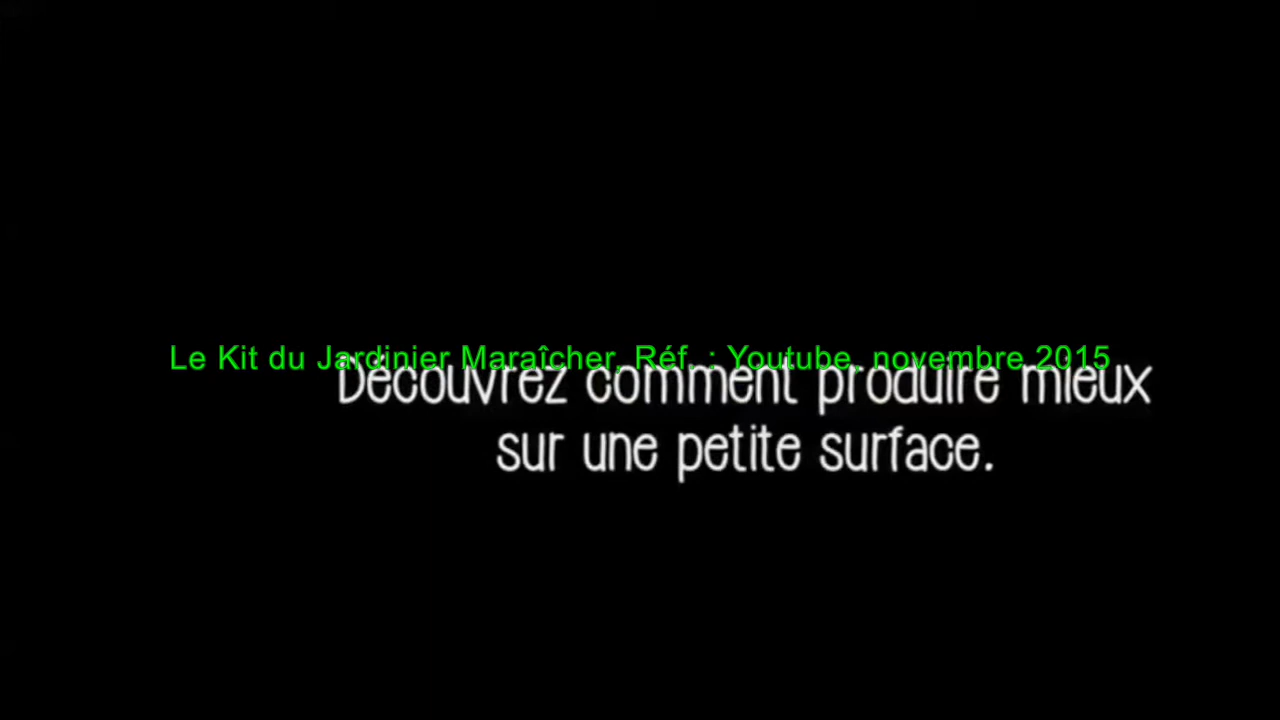 Le Kit du Jardinier Maraîcher, Réf. : Youtube, novembre 2015
Découvrez comment produire mieux
sur une petite surface.